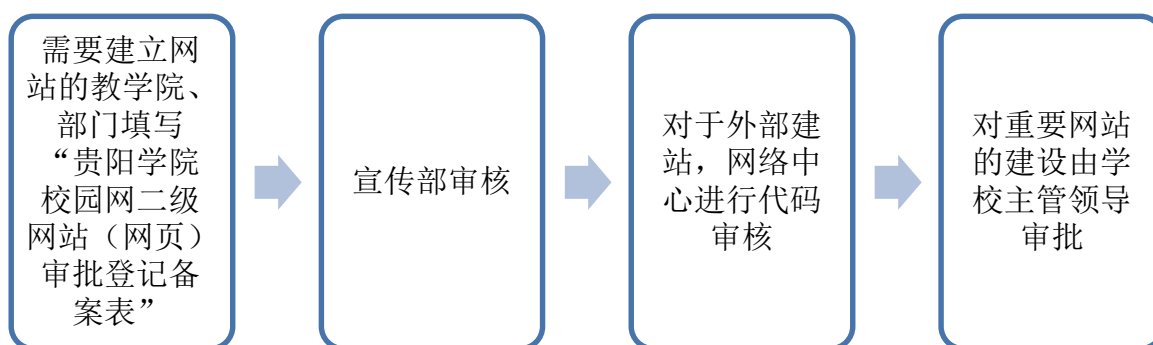 需要建立网
站的教学院、
部门填写
“贵阳学院
校园网二级
网站（网页）
审批登记备
案表”
宣传部审核
对于外部建
站，网络中
心进行代码
审核
对重要网站
的建设由学
校主管领导
审批